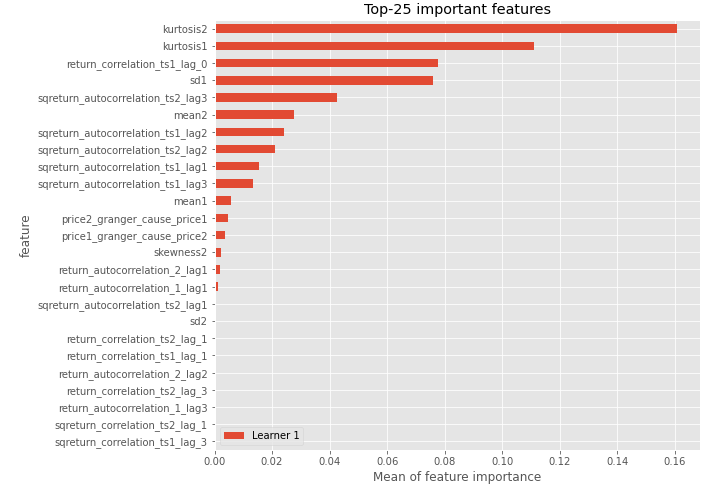 Top-25 important features
kurtosis2
kurtosis1
return_correlation_ts1_lag_0
sd1
sqreturn_autocorrelation_ts2_lag3
mean2
sqreturn_autocorrelation_ts1_lag2
sqreturn_autocorrelation_ts2_lag2
sqreturn_autocorrelation_ts1_lag1
sqreturn_autocorrelation_ts1_lag3
mean1
price2_granger_cause_price1
price1_granger_cause_price2
skewness2
return_autocorrelation_2_lag1
return_autocorrelation_1_lag1
sqreturn_autocorrelation_ts2_lag1
sd2
return_correlation_ts2_lag_1
return_correlation_ts1_lag_1
return_autocorrelation_2_lag2
return_correlation_ts2_lag_3
return_autocorrelation_1_lag3
sqreturn_correlation_ts2_lag_1
sqreturn_correlation_ts1_lag_3
feature
Learner 1
0.00 0.02 0.04 0.06 0.08 0.10 0.12 0.14 0.16
Mean of feature importance